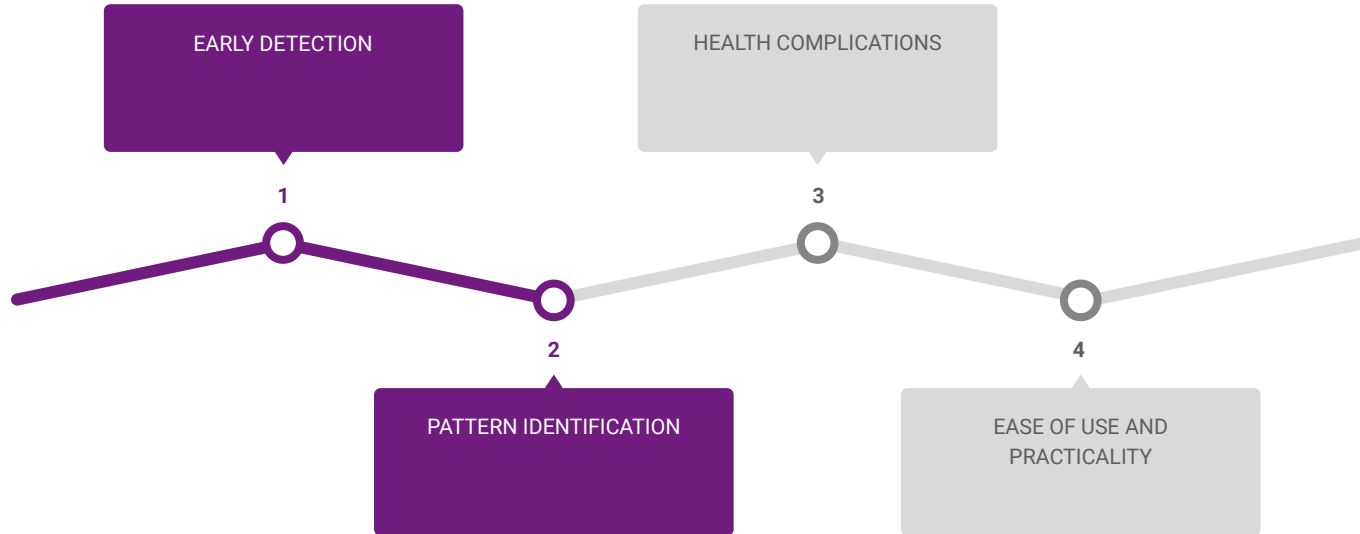 EARLY DETECTION
HEALTH COMPLICATIONS
1
3
2
4
PATTERN IDENTIFICATION
EASE OF USE AND
PRACTICALITY